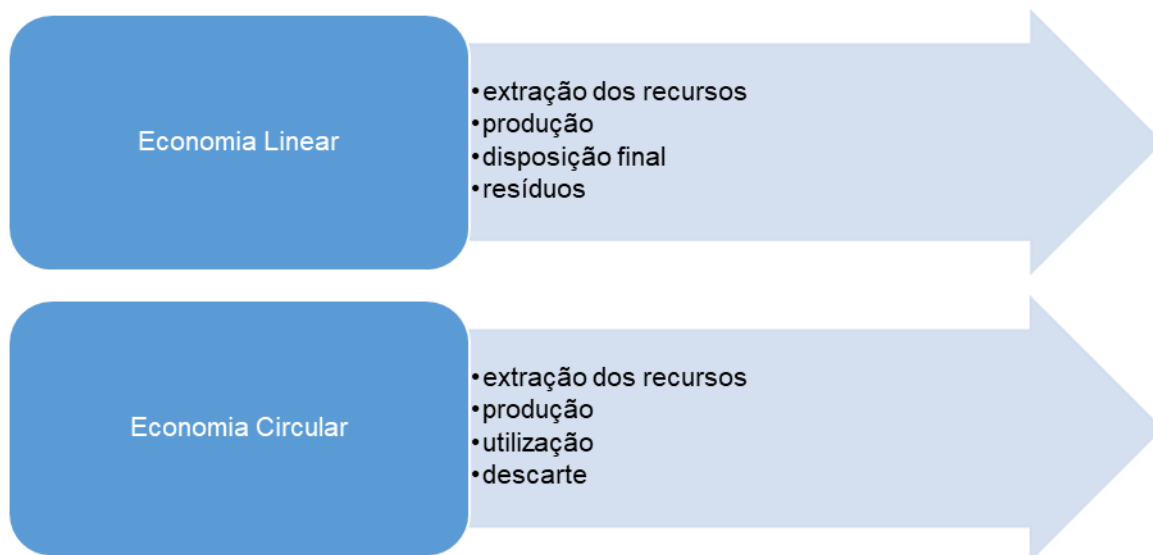 Economia Linear
•extração dos recursos
•produção
•disposição final
•resíduos
Economia Circular
•extração dos recursos
•produção
•utilização
•descarte